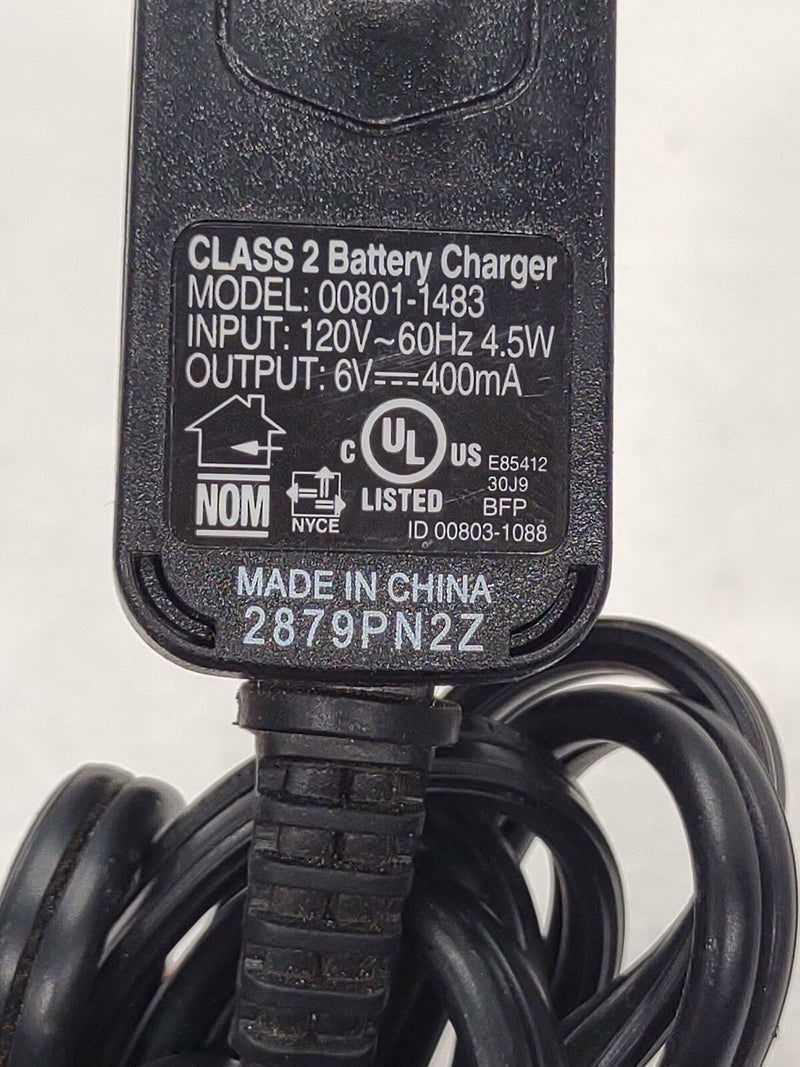 CLASS 2 Battery Charger
MODEL: 00801-1483
INPUT: 120V~60Hz 4.5W
OUTPUT: 6V⎓400mA
C UL US
LISTED
E85412
30J9
BFP
NOM
NYCE
ID 00803-1088
MADE IN CHINA
2879PN2Z